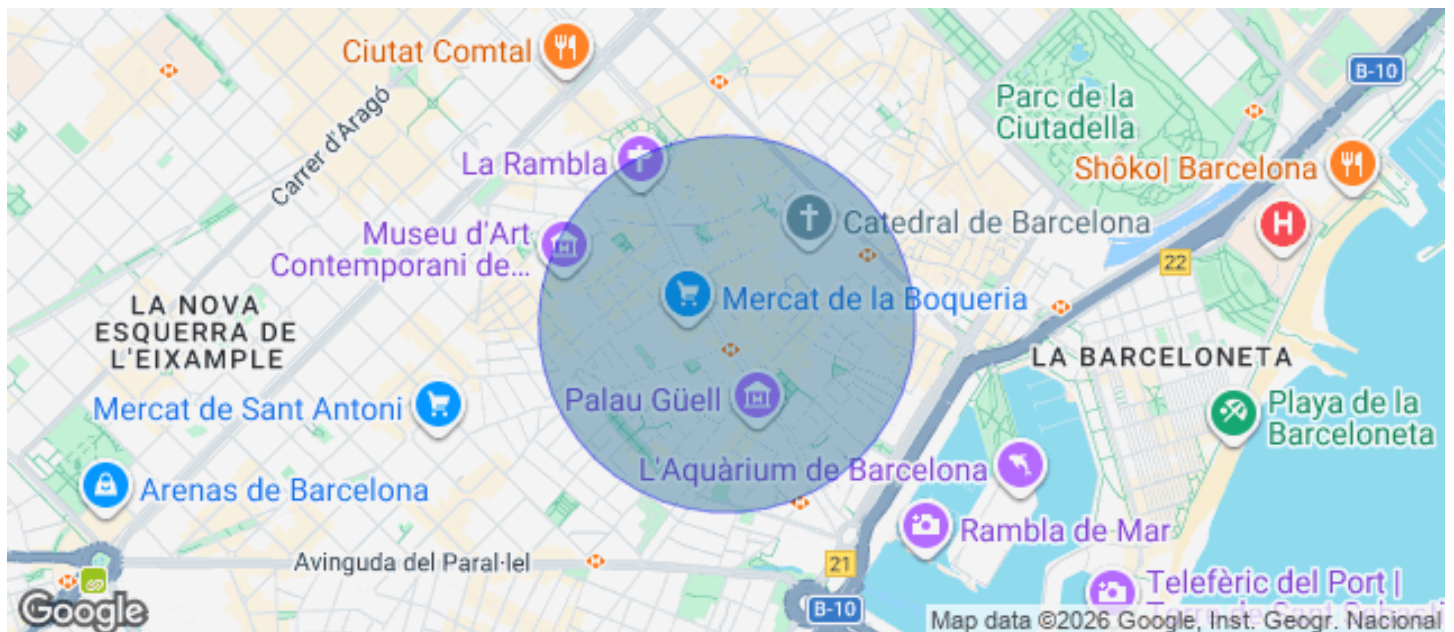 Ciutat Comtal
B-10
Carrer d'Aragó
Parc de la
Ciutadella
La Rambla
Shôko| Barcelona
Museu d'Art
Contemporani de...
Catedral de Barcelona
H
22
LA NOVA
ESQUERRA DE
L'EIXAMPLE
Mercat de la Boqueria
LA BARCELONETA
Mercat de Sant Antoni
Palau Güell
Playa de la
Barceloneta
L'Aquàrium de Barcelona
Arenas de Barcelona
Rambla de Mar
Avinguda del Paral·lel
21
Telefèric del Port |
B-10
Google
Map data ©2026 Google, Inst. Geogr. Nacional